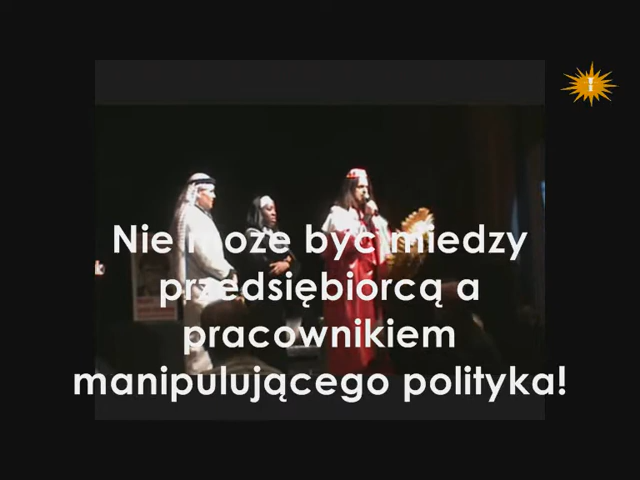 Nie moze byc miedzy
przedsiębiorcą a
pracownikiem
manipulującego polityka!